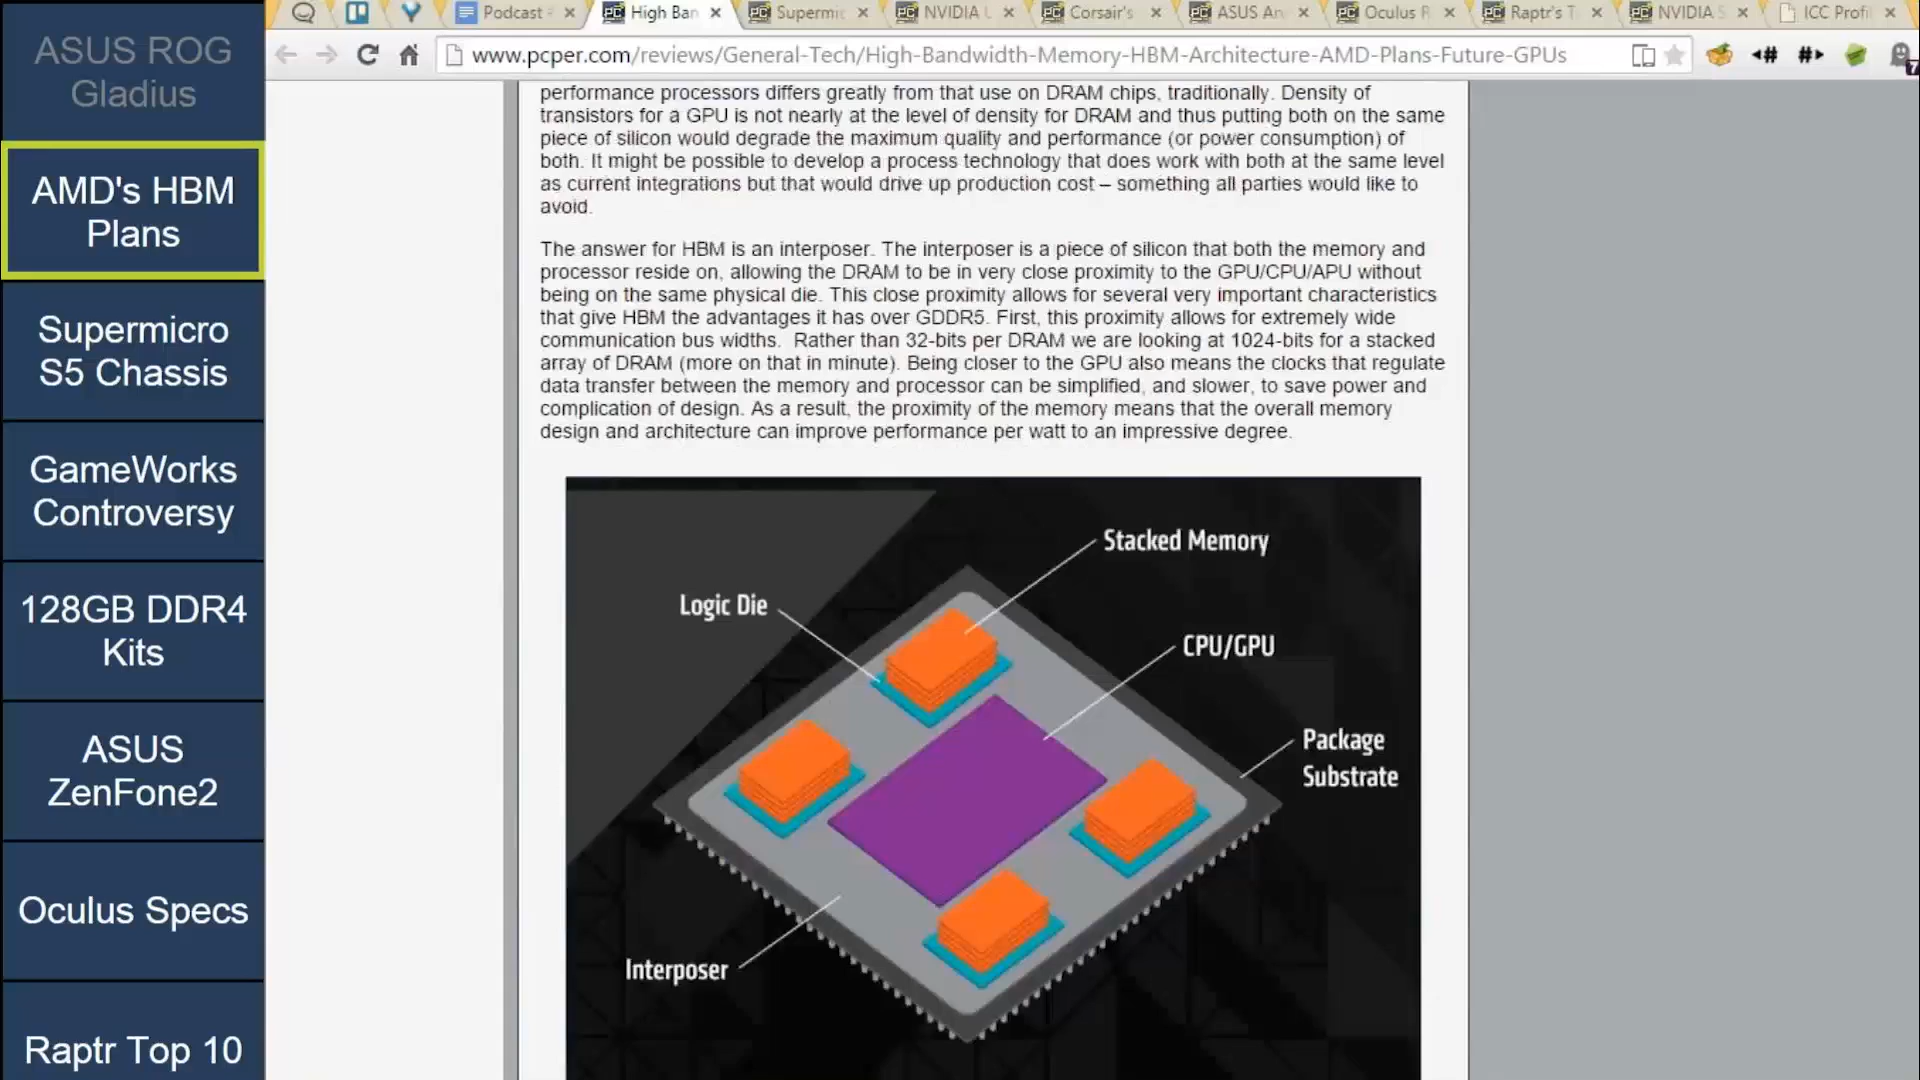 ASUS ROG
Gladius
AMD's HBM
Plans
Supermicro
S5 Chassis
GameWorks
Controversy
128GB DDR4
Kits
ASUS
ZenFone2
Oculus Specs
Raptr Top 10
Podcast
High Ban
Supermic
NVIDIA
Corsair's
ASUS An
Oculus R
Raptr's T
NVIDIA S
ICC Profi
www.pcper.com/reviews/General-Tech/High-Bandwidth-Memory-HBM-Architecture-AMD-Plans-Future-GPUs
performance processors differs greatly from that use on DRAM chips, traditionally. Density of
transistors for a GPU is not nearly at the level of density for DRAM and thus putting both on the same
piece of silicon would degrade the maximum quality and performance (or power consumption) of
both. It might be possible to develop a process technology that does work with both at the same level
as current integrations but that would drive up production cost – something all parties would like to
avoid.
The answer for HBM is an interposer. The interposer is a piece of silicon that both the memory and
processor reside on, allowing the DRAM to be in very close proximity to the GPU/CPU/APU without
being on the same physical die. This close proximity allows for several very important characteristics
that give HBM the advantages it has over GDDR5. First, this proximity allows for extremely wide
communication bus widths. Rather than 32-bits per DRAM we are looking at 1024-bits for a stacked
array of DRAM (more on that in minute). Being closer to the GPU also means the clocks that regulate
data transfer between the memory and processor can be simplified, and slower, to save power and
complication of design. As a result, the proximity of the memory means that the overall memory
design and architecture can improve performance per watt to an impressive degree.
Stacked Memory
Logic Die
CPU/GPU
Package
Substrate
Interposer